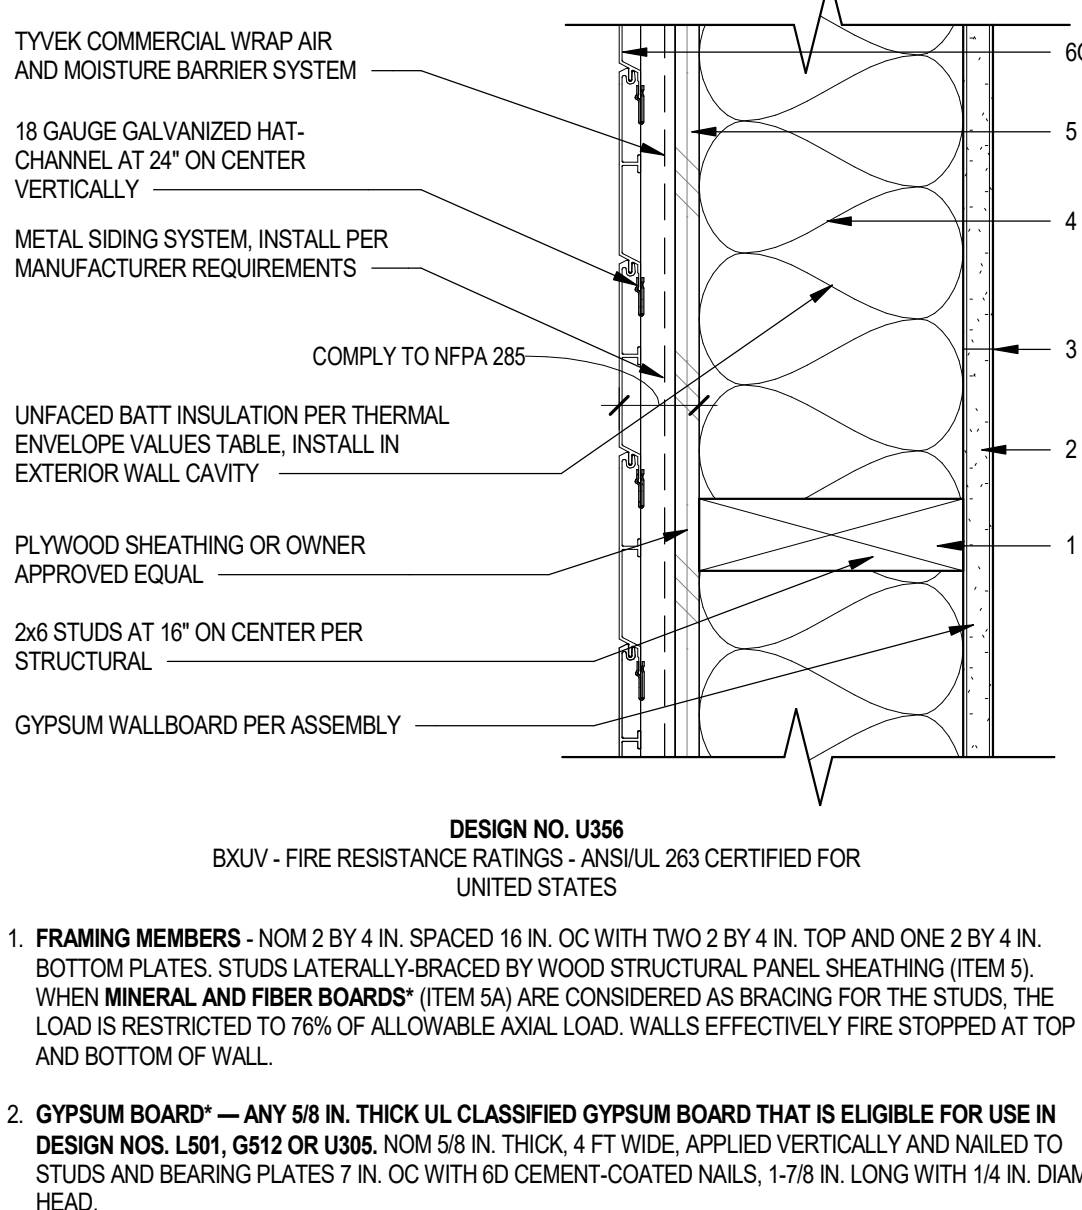 TYVEK COMMERCIAL WRAP AIR
AND MOISTURE BARRIER SYSTEM
18 GAUGE GALVANIZED HAT-
CHANNEL AT 24" ON CENTER
VERTICALLY
METAL SIDING SYSTEM, INSTALL PER
MANUFACTURER REQUIREMENTS
COMPLY TO NFPA 285
UNFACED BATT INSULATION PER THERMAL
ENVELOPE VALUES TABLE, INSTALL IN
EXTERIOR WALL CAVITY
PLYWOOD SHEATHING OR OWNER
APPROVED EQUAL
2x6 STUDS AT 16" ON CENTER PER
STRUCTURAL
GYPSUM WALLBOARD PER ASSEMBLY
5
4
3
2
1
DESIGN NO. U356
BXUV - FIRE RESISTANCE RATINGS - ANSI/UL 263 CERTIFIED FOR
UNITED STATES
1. FRAMING MEMBERS - NOM 2 BY 4 IN. SPACED 16 IN. OC WITH TWO 2 BY 4 IN. TOP AND ONE 2 BY 4 IN.
BOTTOM PLATES. STUDS LATERALLY-BRACED BY WOOD STRUCTURAL PANEL SHEATHING (ITEM 5).
WHEN MINERAL AND FIBER BOARDS* (ITEM 5A) ARE CONSIDERED AS BRACING FOR THE STUDS, THE
LOAD IS RESTRICTED TO 76% OF ALLOWABLE AXIAL LOAD. WALLS EFFECTIVELY FIRE STOPPED AT TOP
AND BOTTOM OF WALL.
2. GYPSUM BOARD* — ANY 5/8 IN. THICK UL CLASSIFIED GYPSUM BOARD THAT IS ELIGIBLE FOR USE IN
DESIGN NOS. L501, G512 OR U305. NOM 5/8 IN. THICK, 4 FT WIDE, APPLIED VERTICALLY AND NAILED TO
STUDS AND BEARING PLATES 7 IN. OC WITH 6D CEMENT-COATED NAILS, 1-7/8 IN. LONG WITH 1/4 IN. DIAM
HEAD.